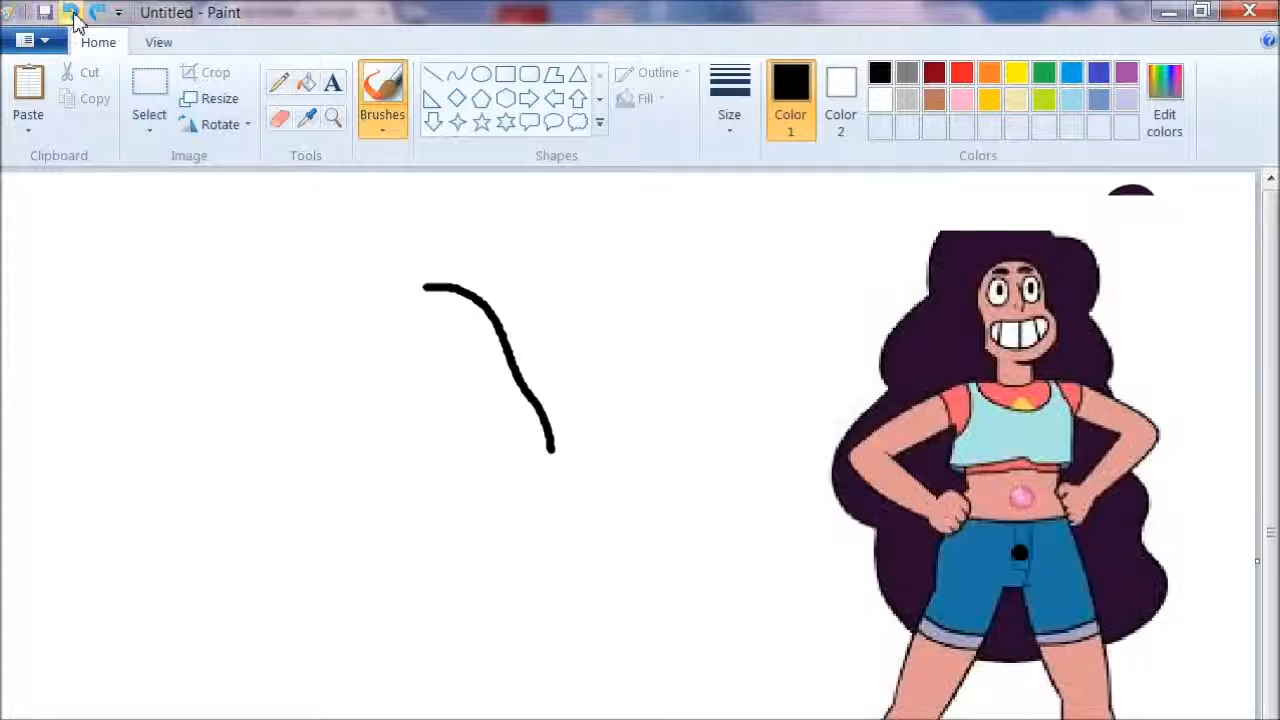 Untitled - Paint
Home View
Paste
Cut
Copy
Clipboard
Select
Crop
Resize
Rotate
Image
A
Tools
Brushes
Outline
Fill
Shapes
Size
Color 1
Color 2
Edit colors
Colors